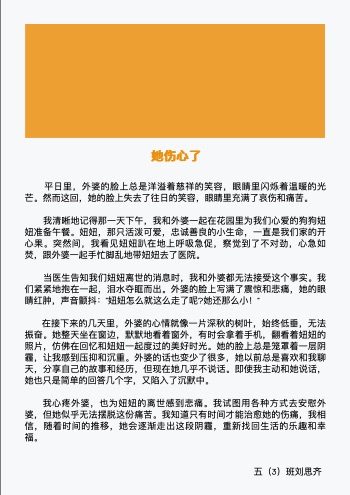 她伤心了
平日里，外婆的脸上总是洋溢着慈祥的笑容，眼睛里闪烁着温暖的光
芒。然而这回，她的脸上失去了往日的笑容，眼睛里充满了哀伤和痛苦。
我清晰地记得那一天下午，我和外婆一起在花园里为我们心爱的狗狗妞
妞准备午餐。妞妞，那只活泼可爱，忠诚善良的小生命，一直是我们家的开
心果。突然间，我看见妞妞趴在地上呼吸急促，察觉到了不对劲，心急如
焚，跟外婆一起手忙脚乱地带妞妞去了医院。
当医生告知我们妞妞离世的消息时，我和外婆都无法接受这个事实。我
们紧紧地抱在一起，泪水夺眶而出。外婆的脸上写满了震惊和悲痛，她的眼
睛红肿，声音颤抖：“妞妞怎么就这么走了呢?她还那么小！”
在接下来的几天里，外婆的心情就像一片深秋的树叶，始终低垂，无法
振奋。她整天坐在窗边，默默地看着窗外，有时会拿着手机，翻看着妞妞的
照片，仿佛在回忆和妞妞一起度过的美好时光。她的脸上总是笼罩着一层阴
霾，让我感到压抑和沉重。外婆的话也变少了很多，她以前总是喜欢和我聊
天，分享自己的故事和经历，但现在她几乎不说话。即使我主动和她说话，
她也只是简单的回答几个字，又陷入了沉默中。
我心疼外婆，也为妞妞的离世感到悲痛。我试图用各种方式去安慰外
婆，但她似乎无法摆脱这份痛苦。我知道只有时间才能治愈她的伤痛，我相
信，随着时间的推移，她会逐渐走出这段阴霾，重新找回生活的乐趣和幸
福。
五（3）班刘思齐